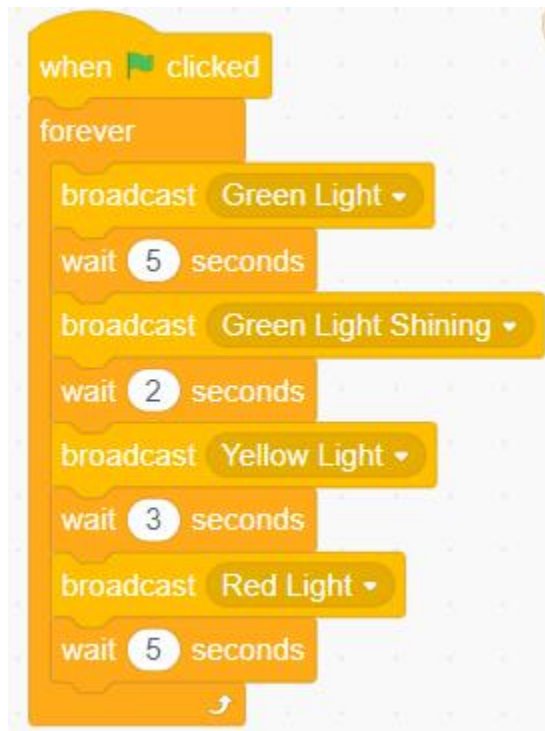 when clicked
forever
broadcast Green Light
wait 5 seconds
broadcast Green Light Shining
wait 2 seconds
broadcast Yellow Light
wait 3 seconds
broadcast Red Light
wait 5 seconds